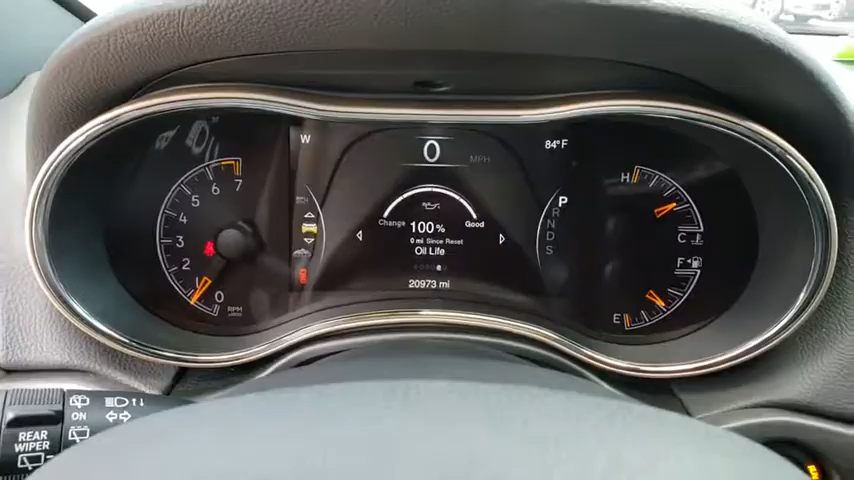 W
0 MPH
84°F
6
7
5
4
3
2
1
0 RPM
Change 100% Good
0 mi Since Reset
Oil Life
20973 mi
P
R
N
D
S
H
C
F
E
ON
REAR
WIPER